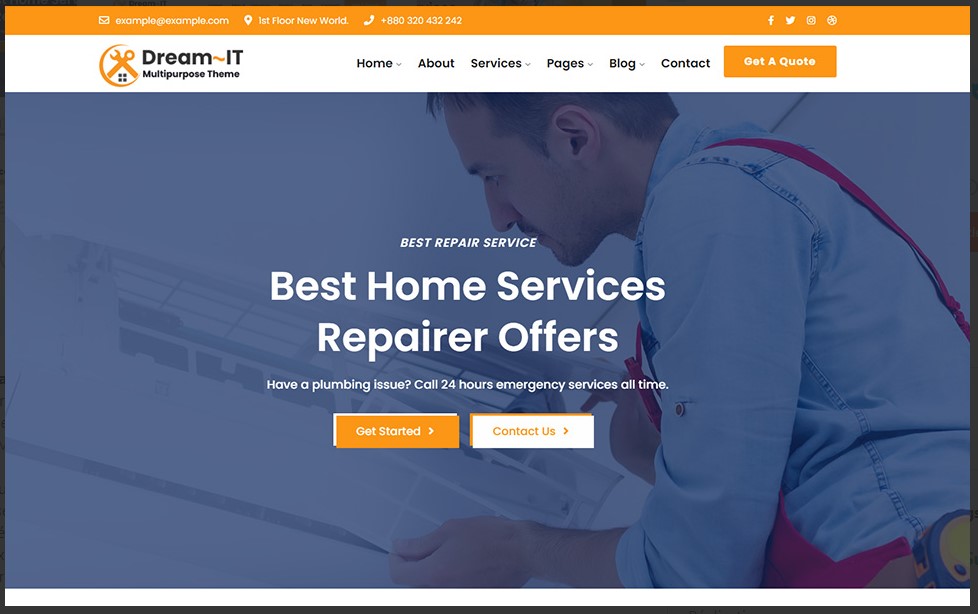 example@example.com 1st Floor New World. +880 320 432 242
Dream~IT
Multipurpose Theme
Home About Services Pages Blog Contact Get A Quote
BEST REPAIR SERVICE
Best Home Services
Repairer Offers
Have a plumbing issue? Call 24 hours emergency services all time.
Get Started Contact Us